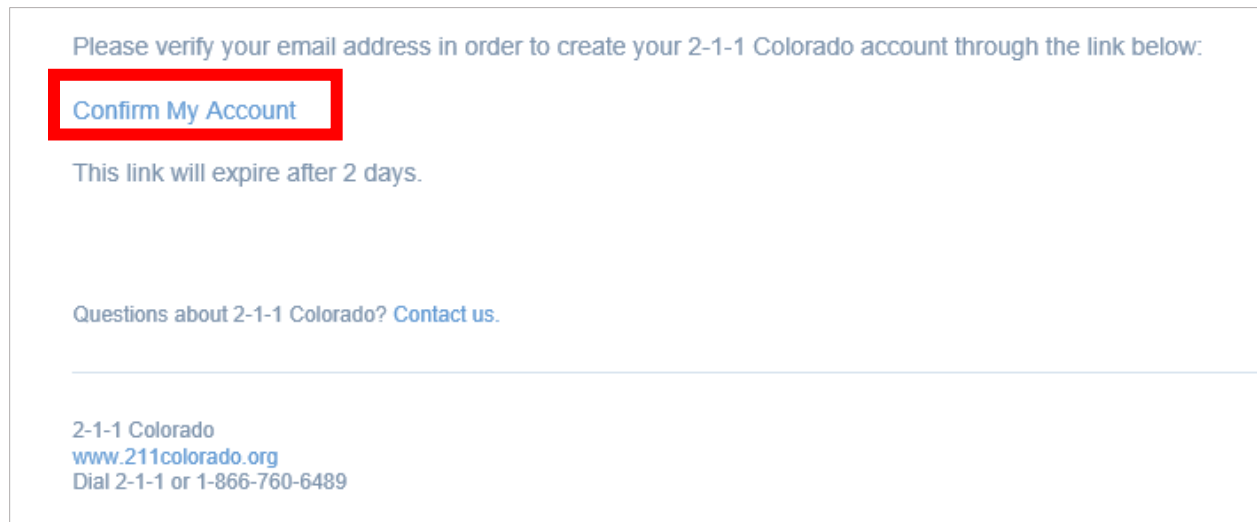 Please verify your email address in order to create your 2-1-1 Colorado account through the link below:
Confirm My Account
This link will expire after 2 days.
Questions about 2-1-1 Colorado? Contact us.
2-1-1 Colorado
www.211colorado.org
Dial 2-1-1 or 1-866-760-6489